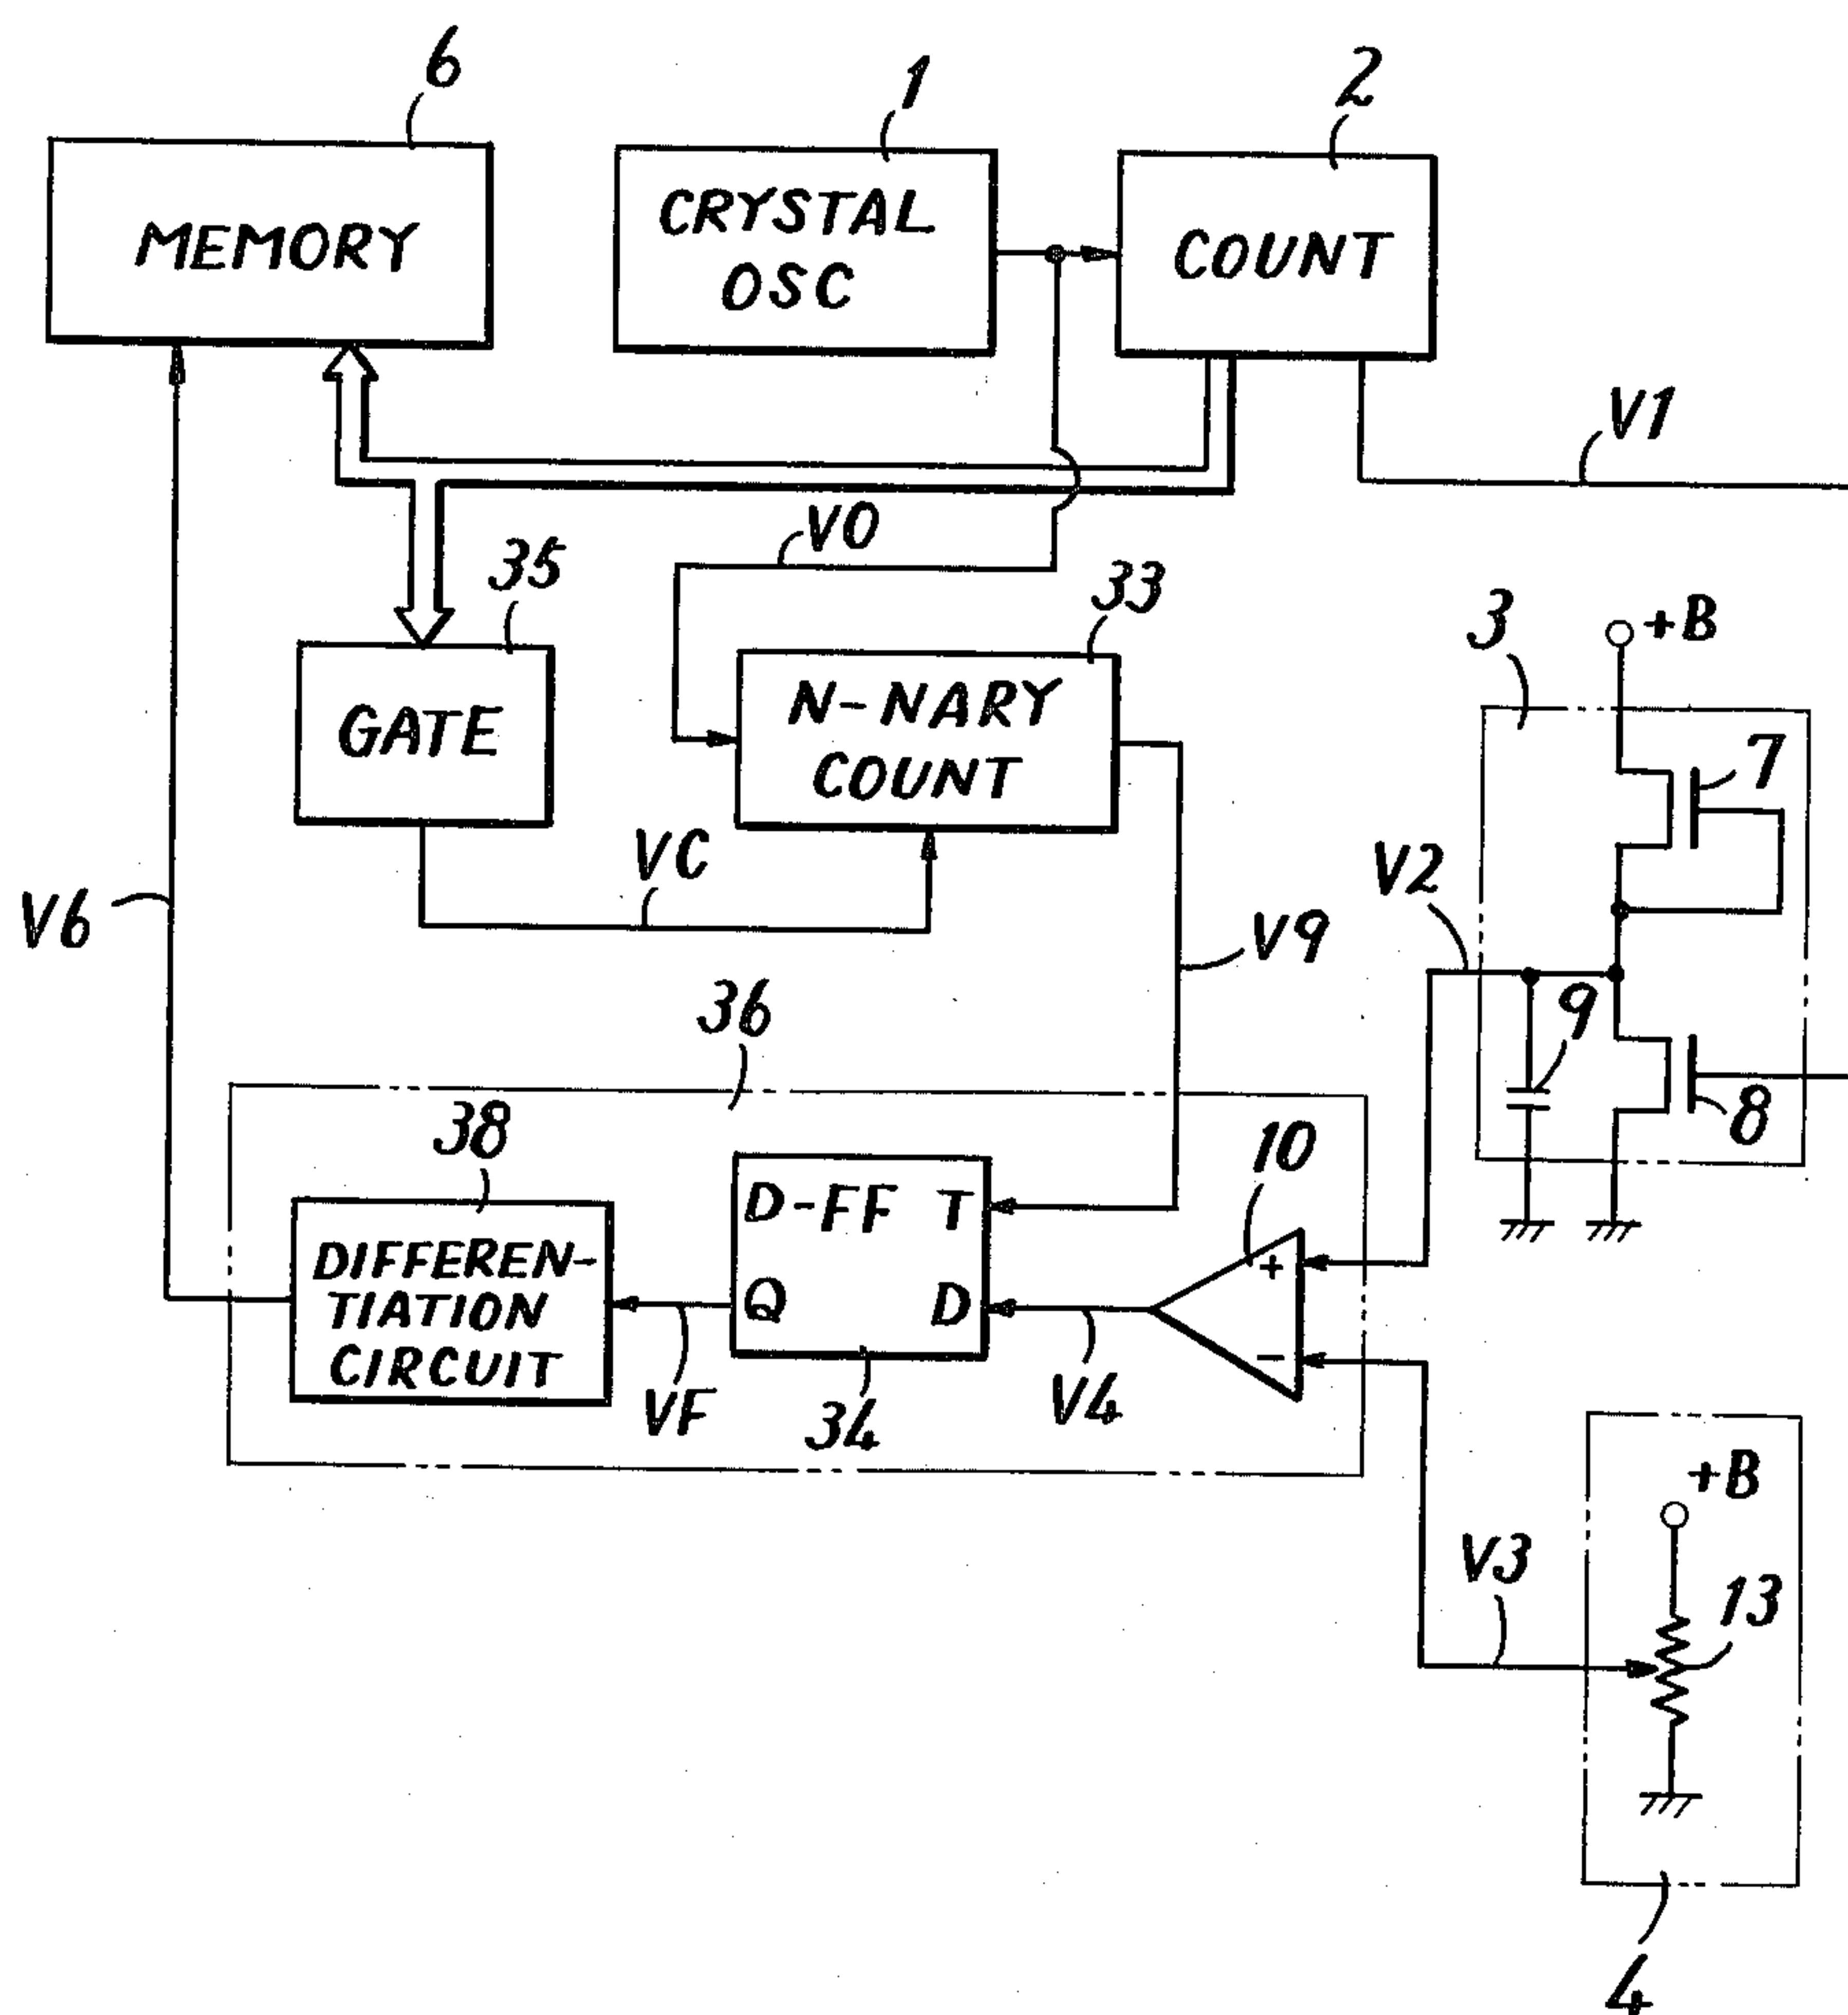 6
1
2
MEMORY
CRYSTAL
OSC
COUNT
V1
VO
35
33
3
+B
GATE
N-NARY
COUNT
7
VC
V2
V6
V9
9
36
8
38
10
D-FF T
DIFFEREN-
TIATION
CIRCUIT
Q
D
+
-
VF
34
V4
+B
V3
13
4